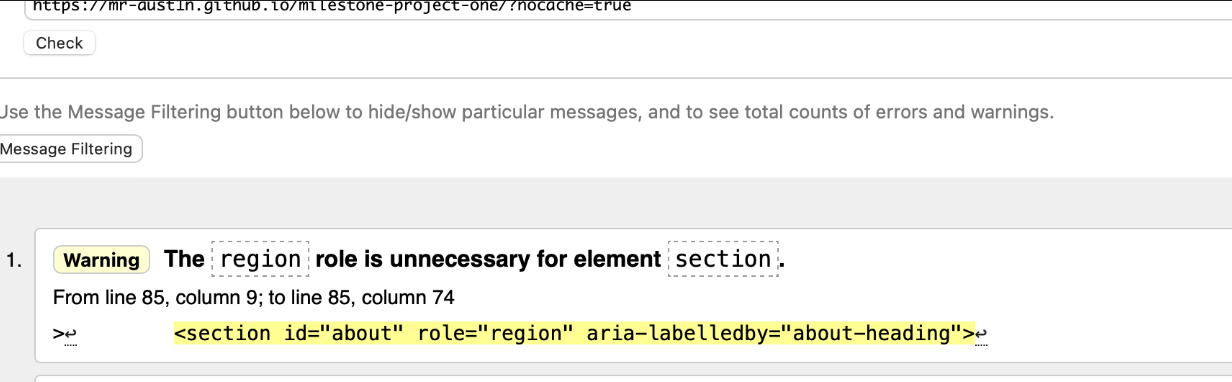 https://mr-austin.github.io/milestone-project-one/?nocache=true
Check
Use the Message Filtering button below to hide/show particular messages, and to see total counts of errors and warnings.
Message Filtering
1. Warning The region role is unnecessary for element section.
From line 85, column 9; to line 85, column 74
>↩ <section id="about" role="region" aria-labelledby="about-heading">↩